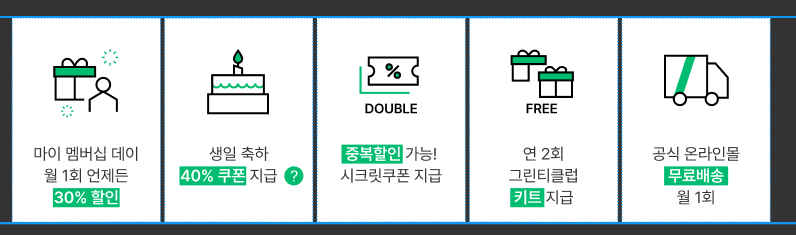 마이 멤버십 데이
월 1회 언제든
30% 할인
생일 축하
40% 쿠폰 지급 ?
%
DOUBLE
중복할인 가능!
시크릿쿠폰 지급
FREE
연 2회
그린티클럽
키트 지급
공식 온라인몰
무료배송
월 1회